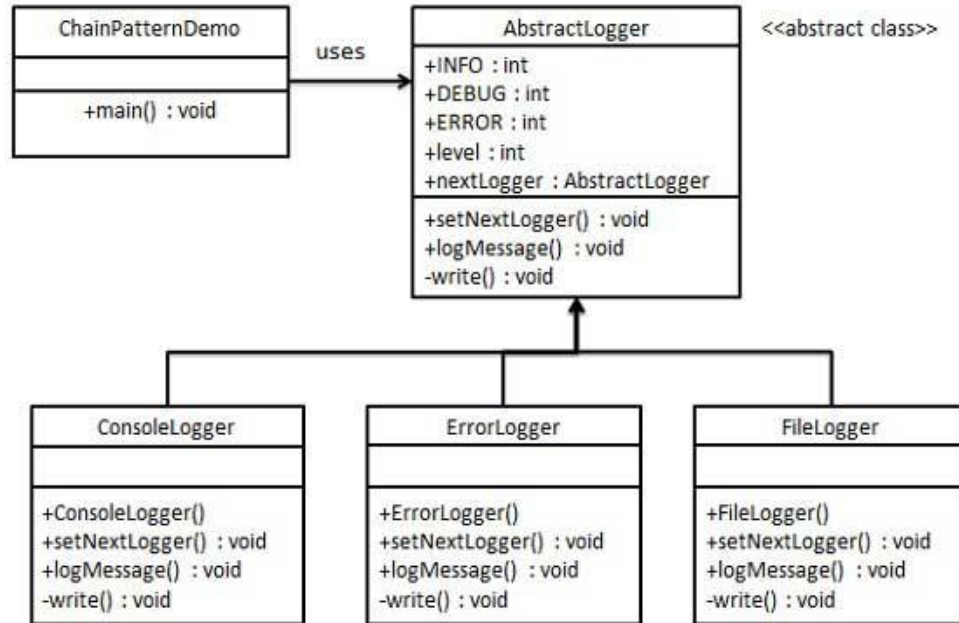 ChainPatternDemo
+main() : void
uses
AbstractLogger
<<abstract class>>
+INFO : int
+DEBUG : int
+ERROR : int
+level : int
+nextLogger : AbstractLogger
+setNextLogger() : void
+logMessage() : void
-write() : void
ConsoleLogger
+ConsoleLogger()
+setNextLogger() : void
+logMessage() : void
-write() : void
ErrorLogger
+ErrorLogger()
+setNextLogger() : void
+logMessage() : void
-write() : void
FileLogger
+FileLogger()
+setNextLogger() : void
+logMessage() : void
-write() : void